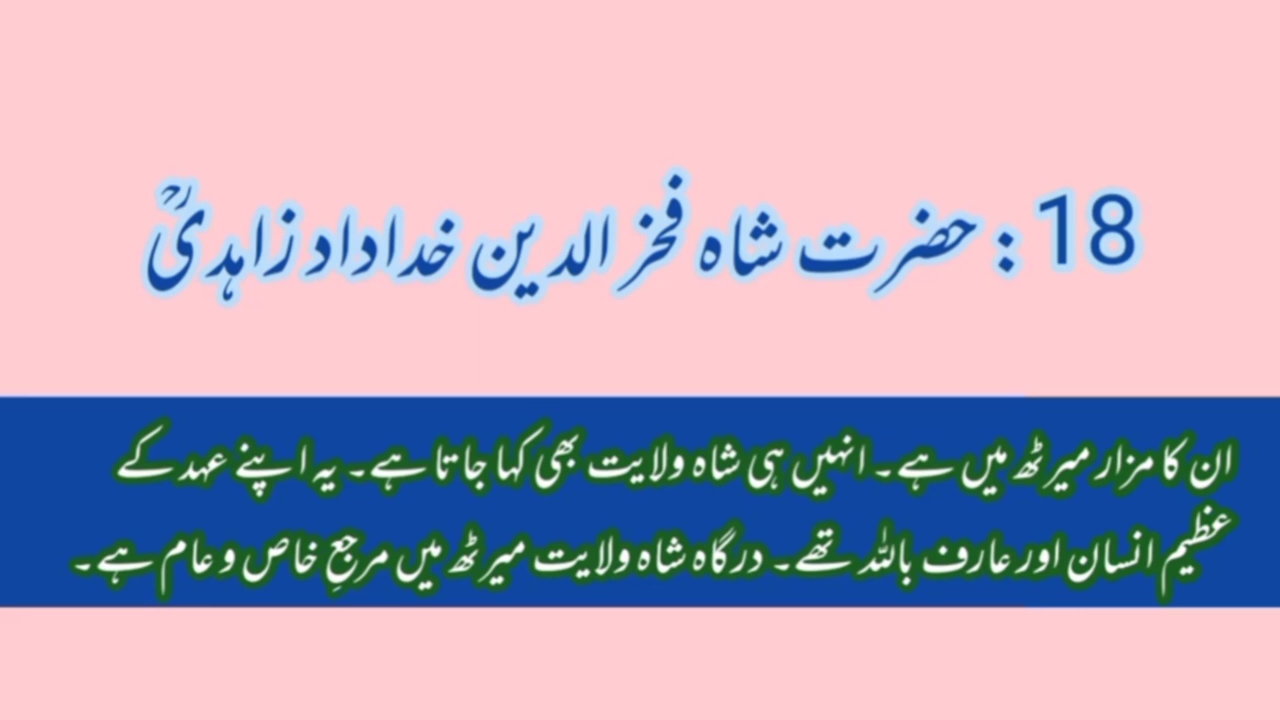 18 : حضرت شاہ فخر الدین خداداد زاہدیؒ
ان کا مزار میرٹھ میں ہے۔ انہیں ہی شاہ ولایت بھی کہا جاتا ہے۔ یہ اپنے عہد کے
عظیم انسان اور عارف باللہ تھے۔ درگاہ شاہ ولایت میرٹھ میں مرجعِ خاص و عام ہے۔